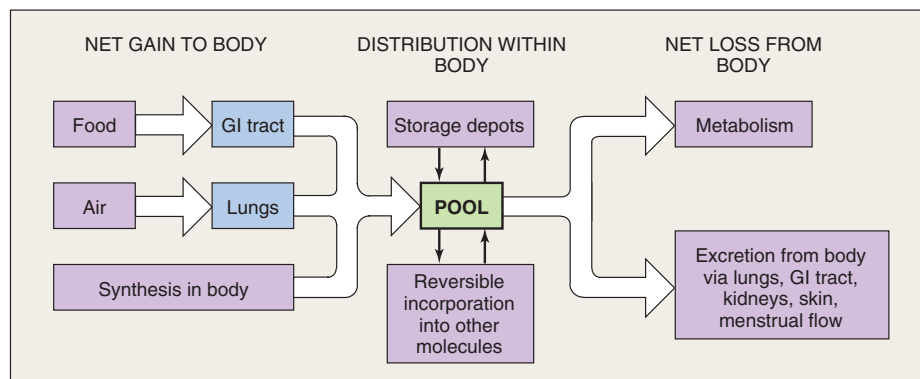 NET GAIN TO BODY
DISTRIBUTION WITHIN
BODY
NET LOSS FROM
BODY
Food
GI tract
Air
Lungs
Synthesis in body
Storage depots
POOL
Reversible
incorporation
into other
molecules
Metabolism
Excretion from body
via lungs, GI tract,
kidneys, skin,
menstrual flow